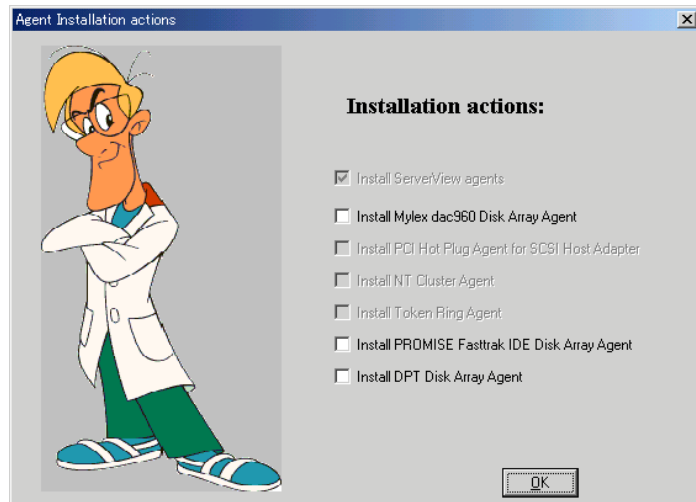 Agent Installation actions
Installation actions:
Install ServerView agents
Install Mylex dac960 Disk Array Agent
Install PCI Hot Plug Agent for SCSI Host Adapter
Install NT Cluster Agent
Install Token Ring Agent
Install PROMISE Fasttrak IDE Disk Array Agent
Install DPT Disk Array Agent
OK